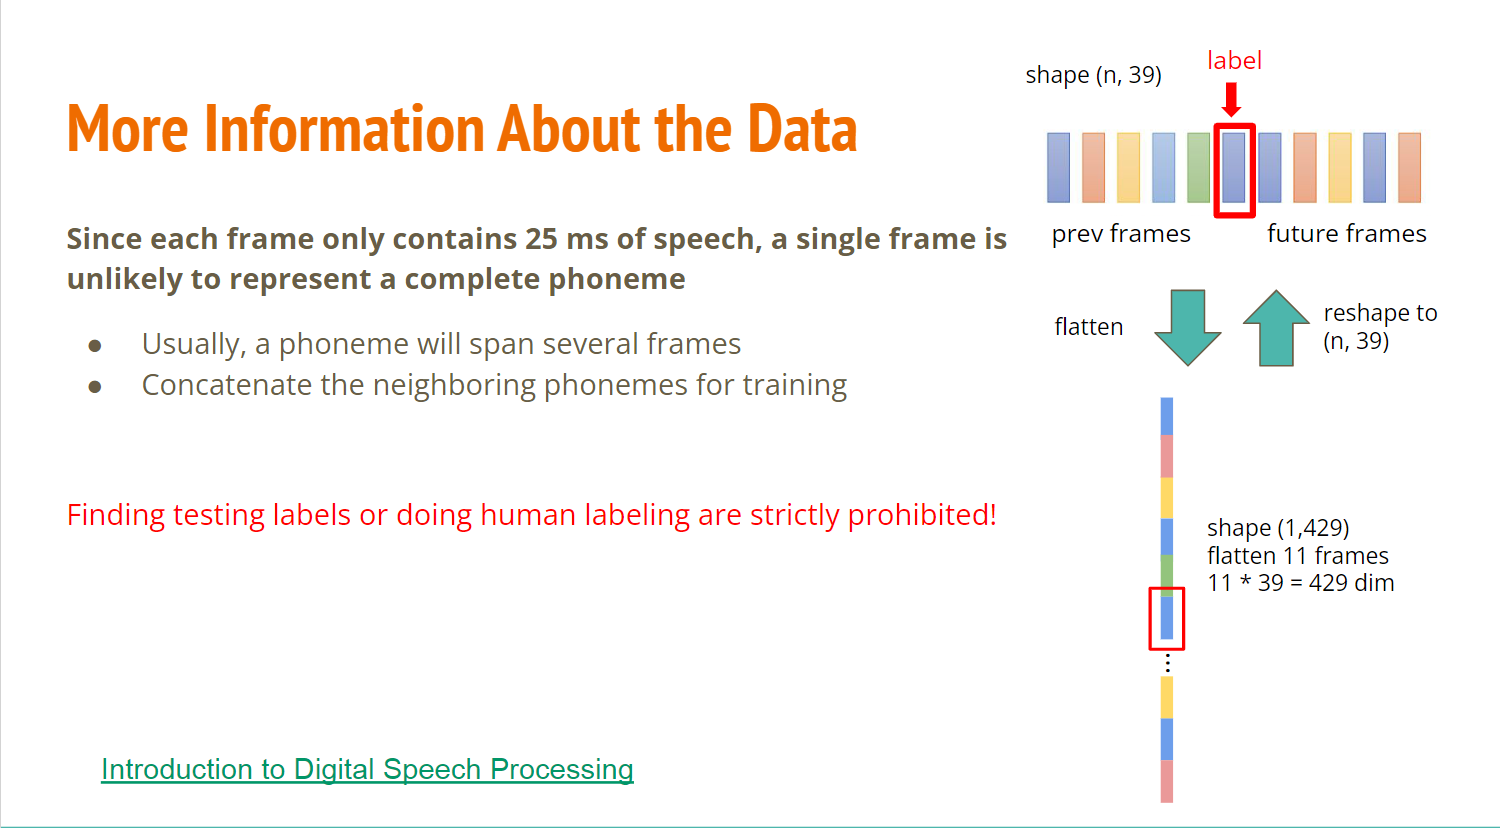 More Information About the Data
Since each frame only contains 25 ms of speech, a single frame is
unlikely to represent a complete phoneme
● Usually, a phoneme will span several frames
● Concatenate the neighboring phonemes for training
Finding testing labels or doing human labeling are strictly prohibited!
Introduction to Digital Speech Processing
shape (n, 39)
label
prev frames
future frames
flatten
reshape to
(n, 39)
shape (1,429)
flatten 11 frames
11 * 39 = 429 dim